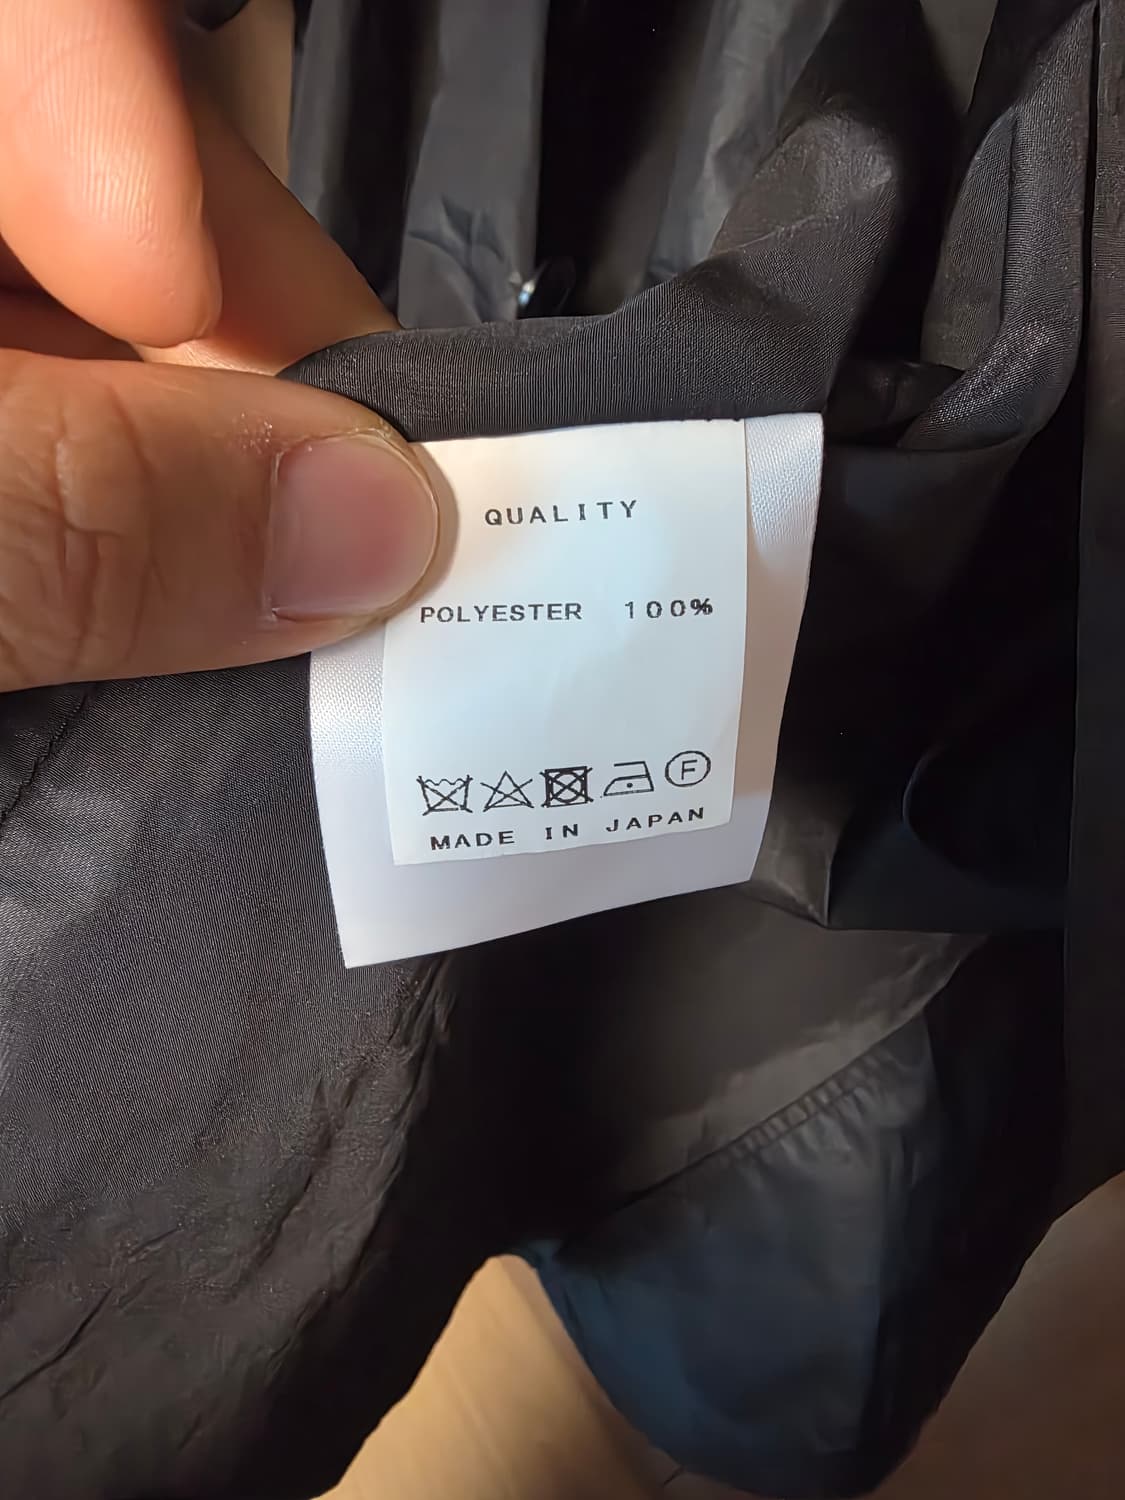 QUALITY
POLYESTER 100%
F
MADE IN JAPAN